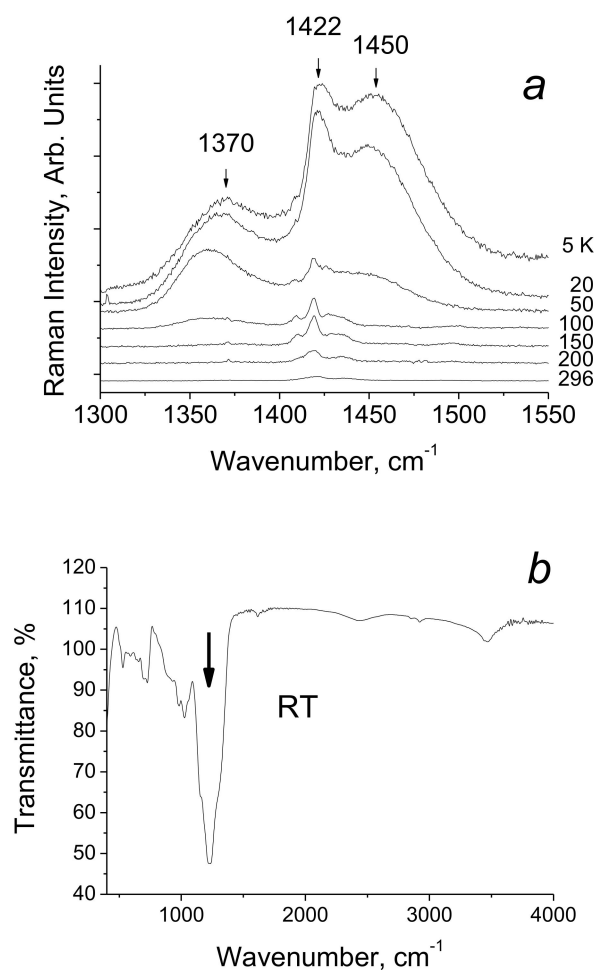 1422
1450
a
1370
Raman Intensity, Arb. Units
5 K
20
50
100
150
200
296
1300 1350 1400 1450 1500 1550
Wavenumber, cm-1
b
120
110
100
90
80
70
60
50
40
RT
Transmittance, %
1000 2000 3000 4000
Wavenumber, cm-1